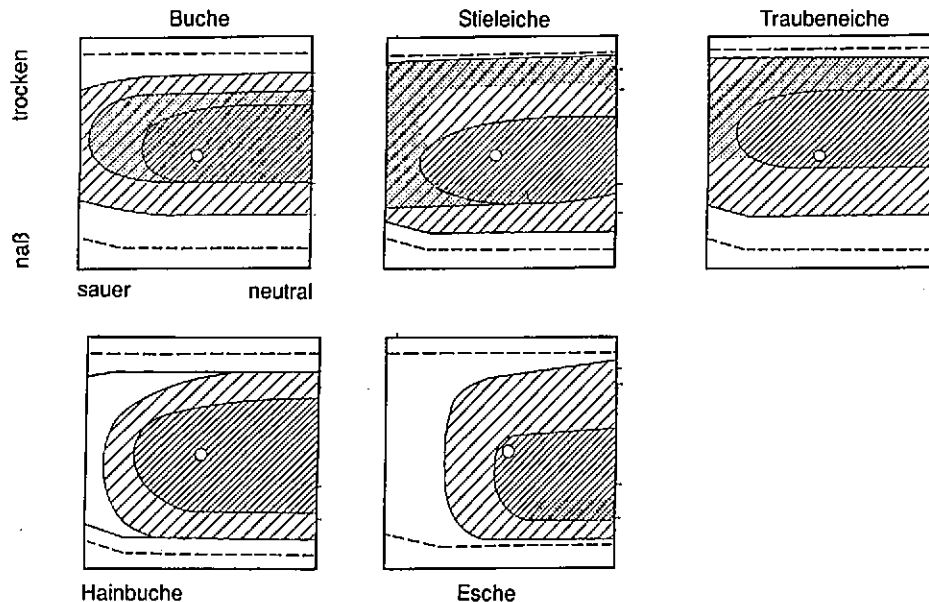 Buche
Stieleiche
Traubeneiche
trocken
naß
sauer
neutral
Hainbuche
Esche